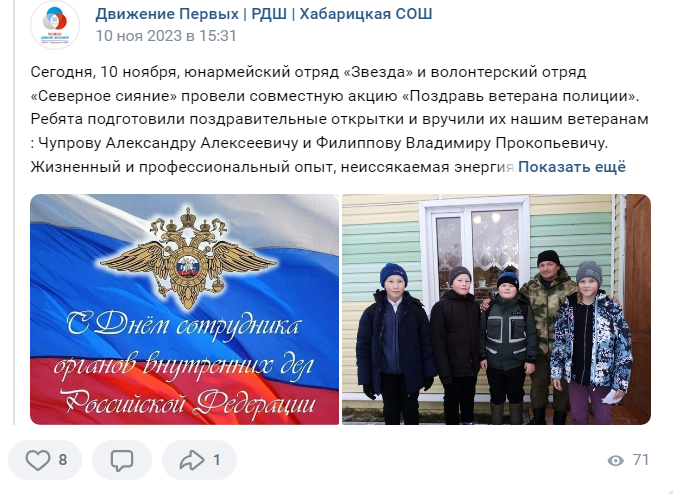 Движение Первых | РДШ | Хабарицкая СОШ
10 ноя 2023 в 15:31
Сегодня, 10 ноября, юнармейский отряд «Звезда» и волонтерский отряд
«Северное сияние» провели совместную акцию «Поздравь ветерана полиции».
Ребята подготовили поздравительные открытки и вручили их нашим ветеранам
: Чупрову Александру Алексеевичу и Филиппову Владимиру Прокопьевичу.
Жизненный и профессиональный опыт, неиссякаемая энергия Показать ещё
С Днём сотрудника
органов внутренних дел
Российской Федерации
8
1
71